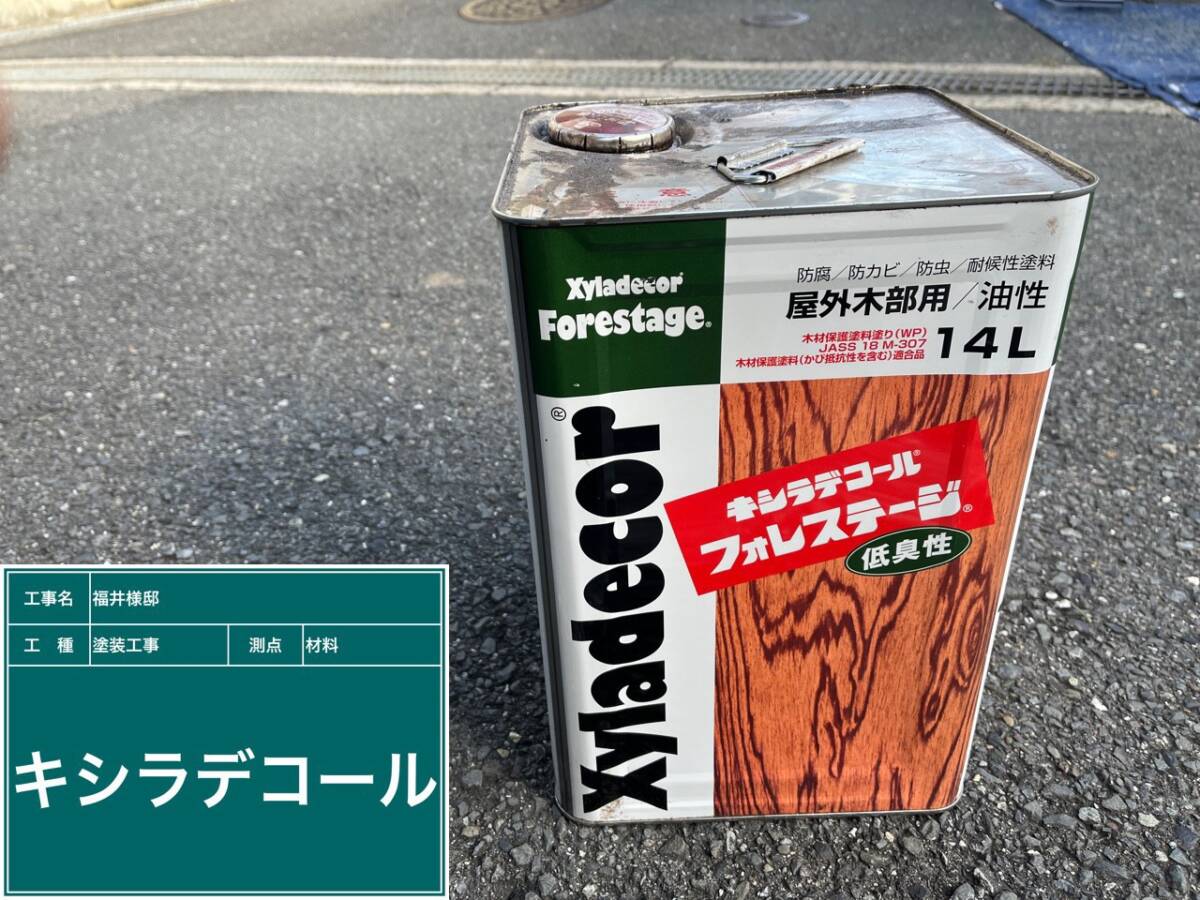 Xyladecor
Forestage®
防腐／防カビ／防虫／耐候性塗料
屋外木部用／油性
木材保護塗料塗り(WP)
JASS 18 M-307
木材保護塗料(かび抵抗性を含む)適合品
14L
Xyladecor®
キシラデコール®
フォレステージ®
低臭性
工事名 福井様邸
工 種 塗装工事 測点 材料
キシラデコール